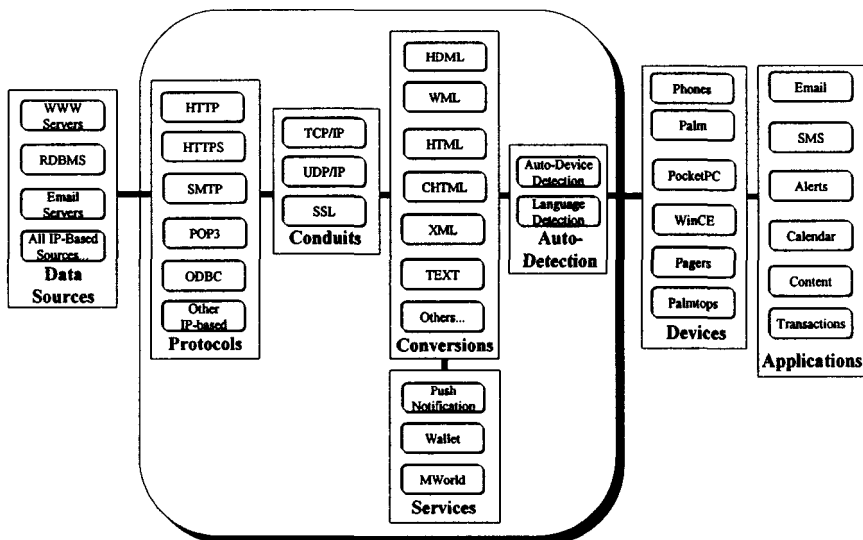 WWW
Servers
RDBMS
Email
Servers
All IP-Based
Sources...
Data
Sources
HTTP
HTTPS
SMTP
POP3
ODBC
Other
IP-based
Protocols
TCP/IP
UDP/IP
SSL
Conduits
HDML
WML
HTML
CHTML
XML
TEXT
Others...
Conversions
Push
Notification
Wallet
MWorld
Services
Auto-Device
Detection
Language
Detection
Auto-
Detection
Phones
Palm
PocketPC
WinCE
Pagers
Palmtops
Devices
Email
SMS
Alerts
Calendar
Content
Transactions
Applications